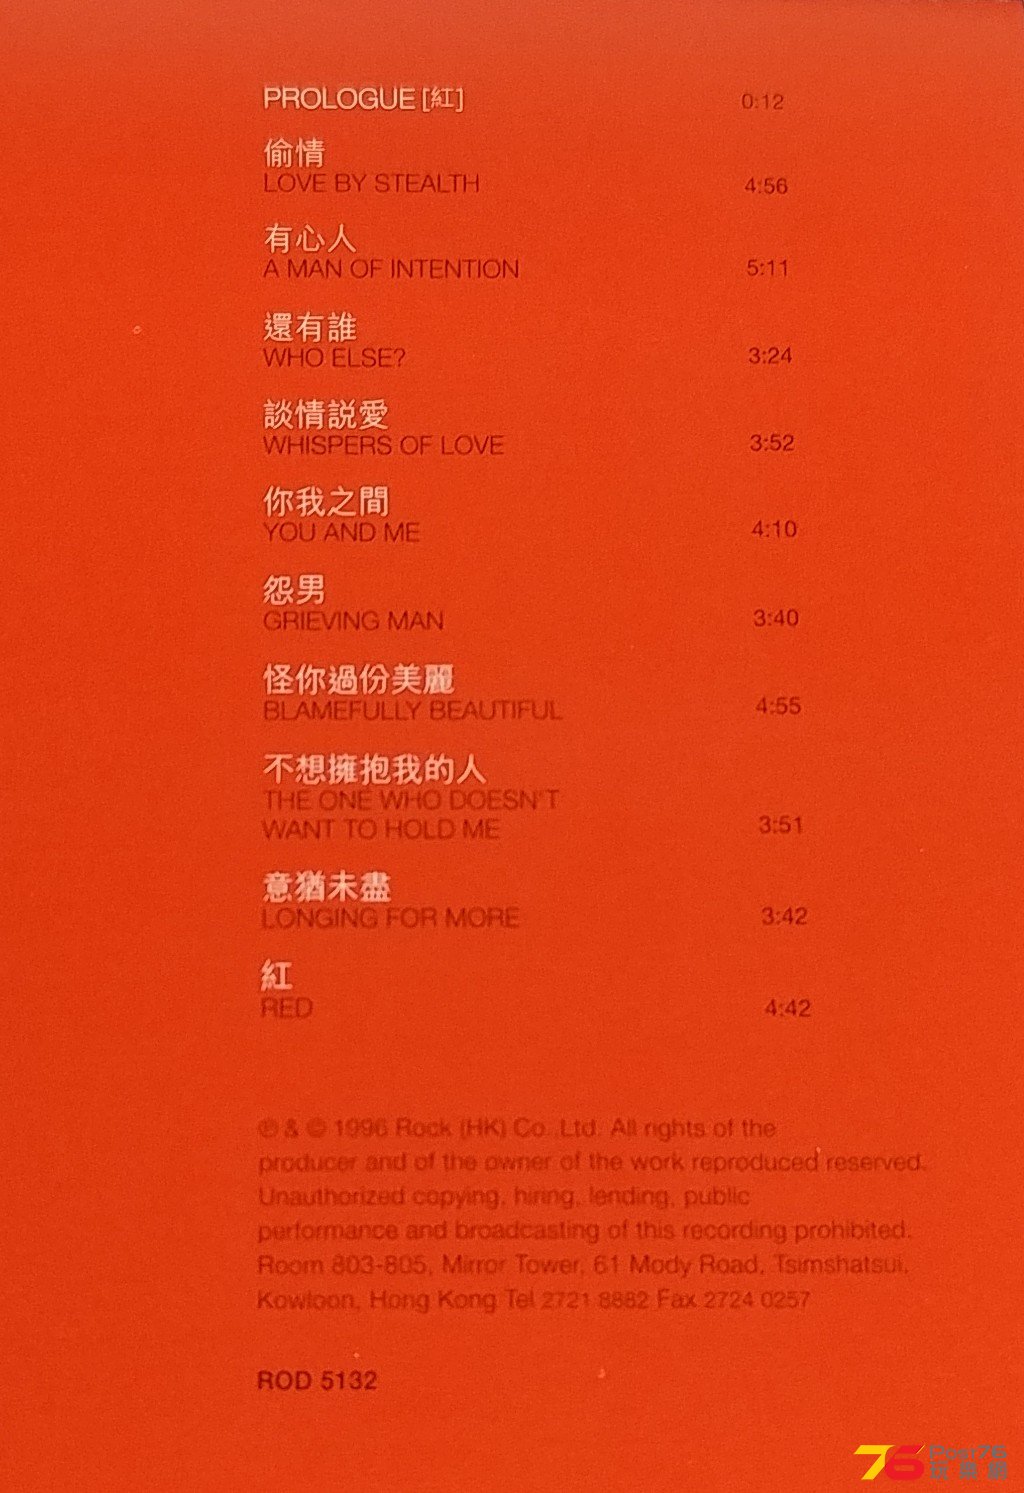 PROLOGUE [紅] 0:12
偷情
LOVE BY STEALTH 4:56
有心人
A MAN OF INTENTION 5:11
還有誰
WHO ELSE? 3:24
談情説愛
WHISPERS OF LOVE 3:52
你我之間
YOU AND ME 4:10
怨男
GRIEVING MAN 3:40
怪你過份美麗
BLAMEFULLY BEAUTIFUL 4:55
不想擁抱我的人
THE ONE WHO DOESN'T
WANT TO HOLD ME 3:51
意猶未盡
LONGING FOR MORE 3:42
紅
RED 4:42
℗ & © 1996 Rock (HK) Co.,Ltd. All rights of the
producer and of the owner of the work reproduced reserved.
Unauthorized copying, hiring, lending, public
performance and broadcasting of this recording prohibited.
Room 803-805, Mirror Tower, 61 Mody Road, Tsimshatsui,
Kowloon, Hong Kong Tel 2721 8882 Fax 2724 0257
ROD 5132
76 Post76
玩樂網